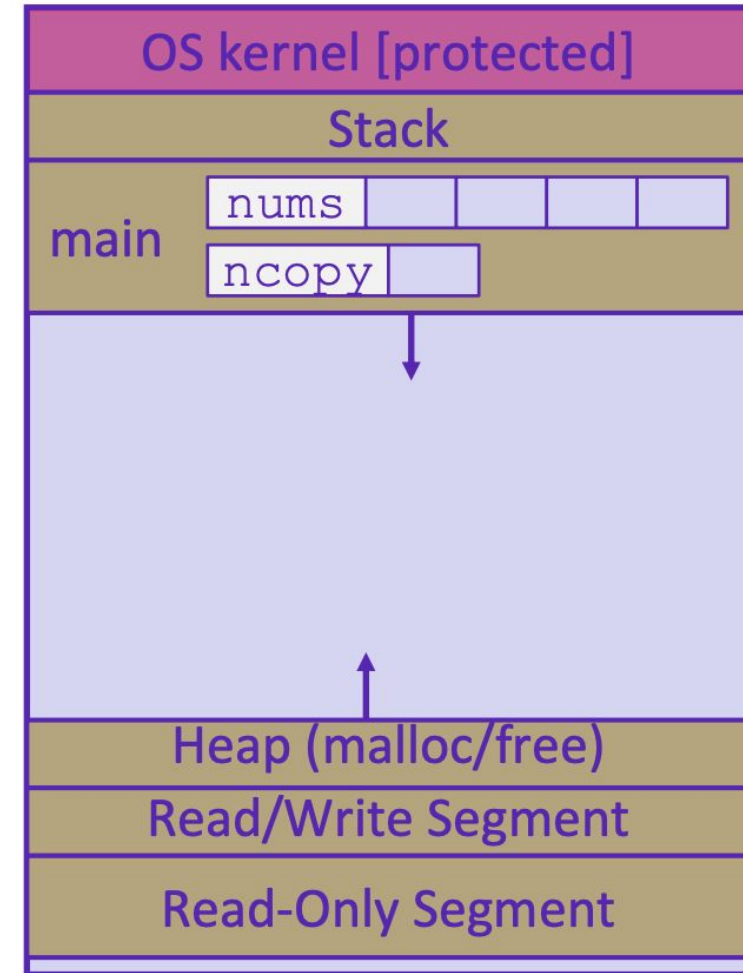 OS kernel [protected]
Stack
main
nums
ncopy
Heap (malloc/free)
Read/Write Segment
Read-Only Segment